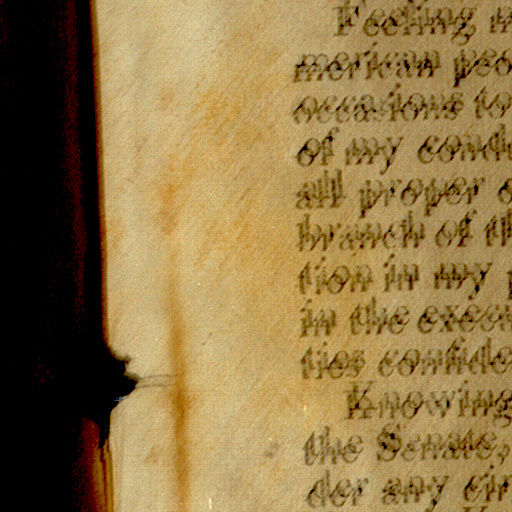 Feeling
merican peo
occasions to
of my condu
all proper
branch of th
tion in my
in the execu
ties confide
Knowing
the Senate,
der any cir